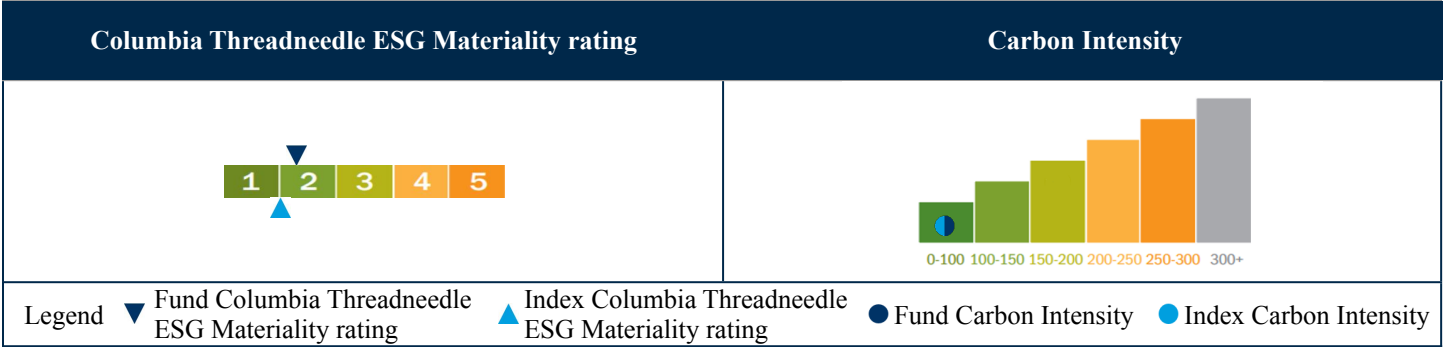 Columbia Threadneedle ESG Materiality rating
Carbon Intensity
1 2 3 4 5
0-100 100-150 150-200 200-250 250-300 300+
Legend
Fund Columbia Threadneedle
ESG Materiality rating
Index Columbia Threadneedle
ESG Materiality rating
Fund Carbon Intensity
Index Carbon Intensity